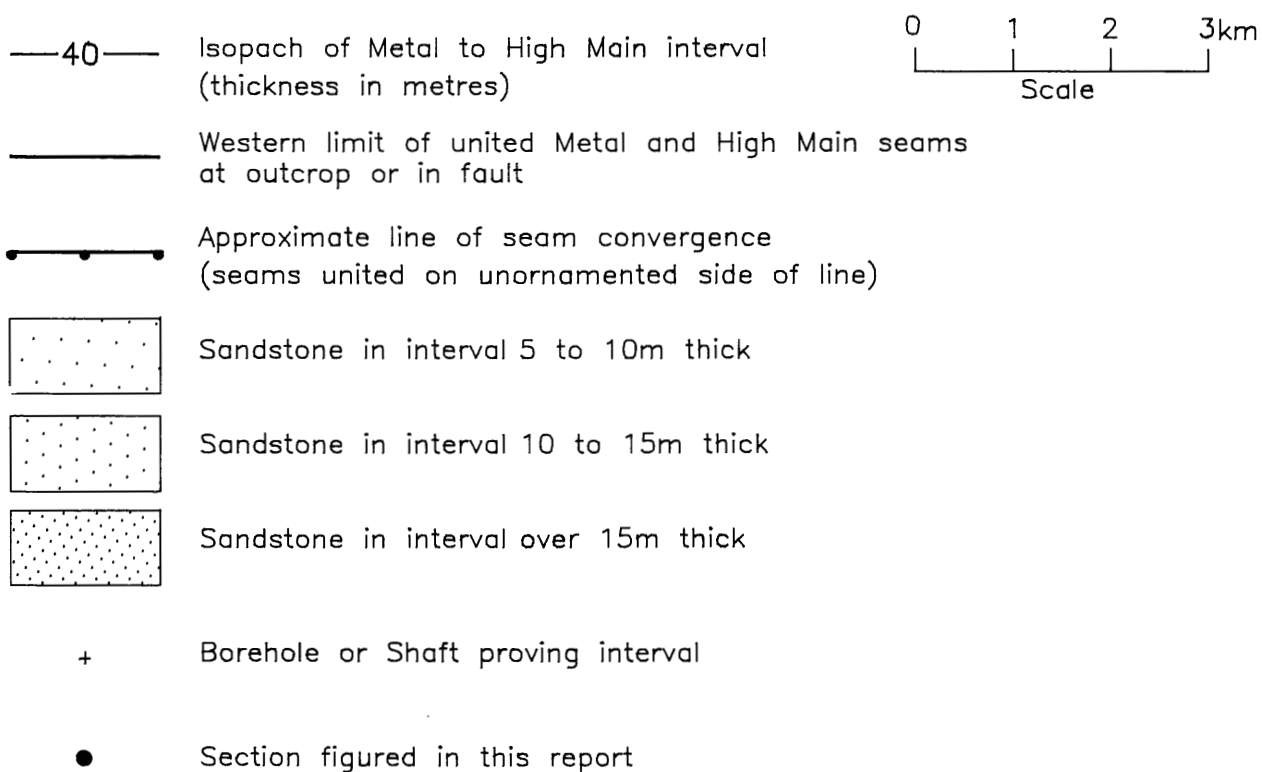 0 1 2 3km
Scale
40 Isopach of Metal to High Main interval
(thickness in metres)
Western limit of united Metal and High Main seams
at outcrop or in fault
Approximate line of seam convergence
(seams united on unornamented side of line)
Sandstone in interval 5 to 10m thick
Sandstone in interval 10 to 15m thick
Sandstone in interval over 15m thick
Borehole or Shaft proving interval
Section figured in this report